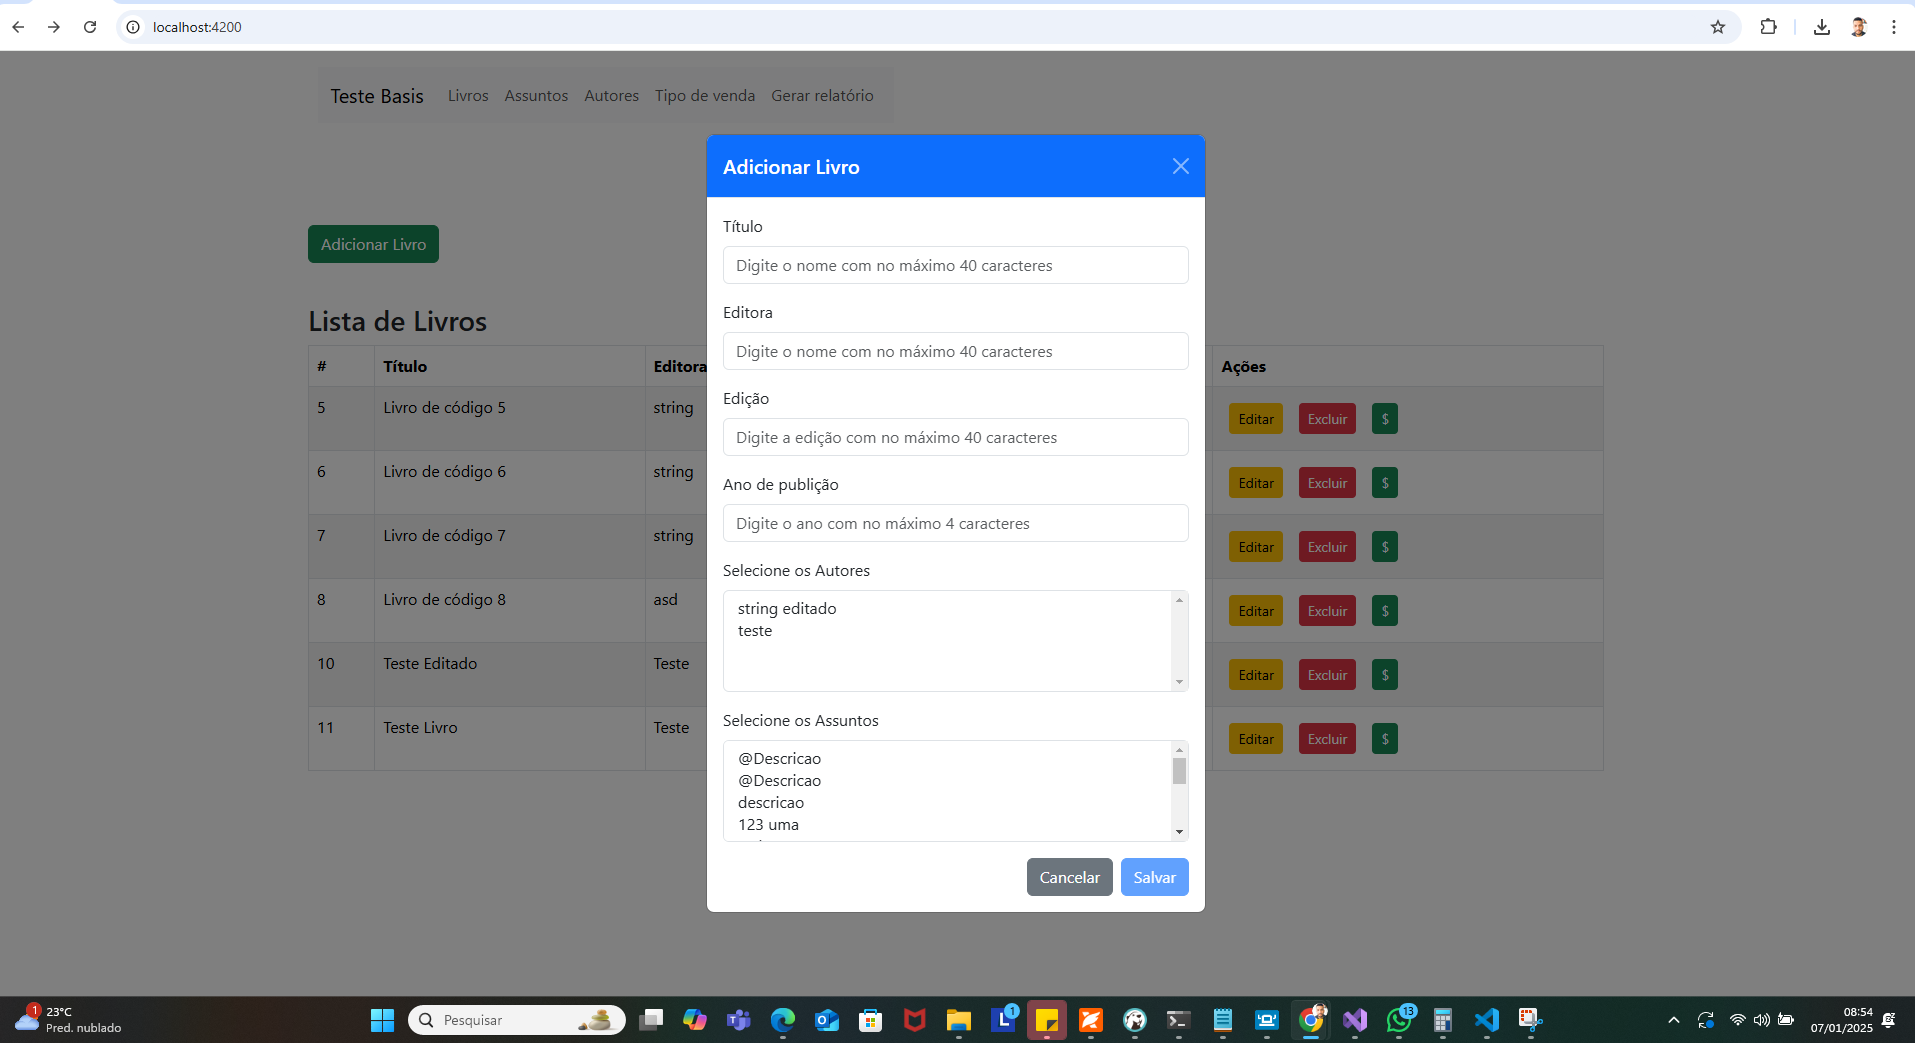 localhost:4200
Teste Basis Livros Assuntos Autores Tipo de venda Gerar relatório
Adicionar Livro
Lista de Livros
# Título Editora Ações
5 Livro de código 5 string Editar Excluir $
6 Livro de código 6 string Editar Excluir $
7 Livro de código 7 string Editar Excluir $
8 Livro de código 8 asd Editar Excluir $
10 Teste Editado Teste Editar Excluir $
11 Teste Livro Teste Editar Excluir $
Adicionar Livro
Título
Digite o nome com no máximo 40 caracteres
Editora
Digite o nome com no máximo 40 caracteres
Edição
Digite a edição com no máximo 40 caracteres
Ano de publição
Digite o ano com no máximo 4 caracteres
Selecione os Autores
string editado
teste
Selecione os Assuntos
@Descricao
@Descricao
descricao
123 uma
Cancelar Salvar
1
23°C
Pred. nublado
Pesquisar
1
13
08:54
07/01/2025